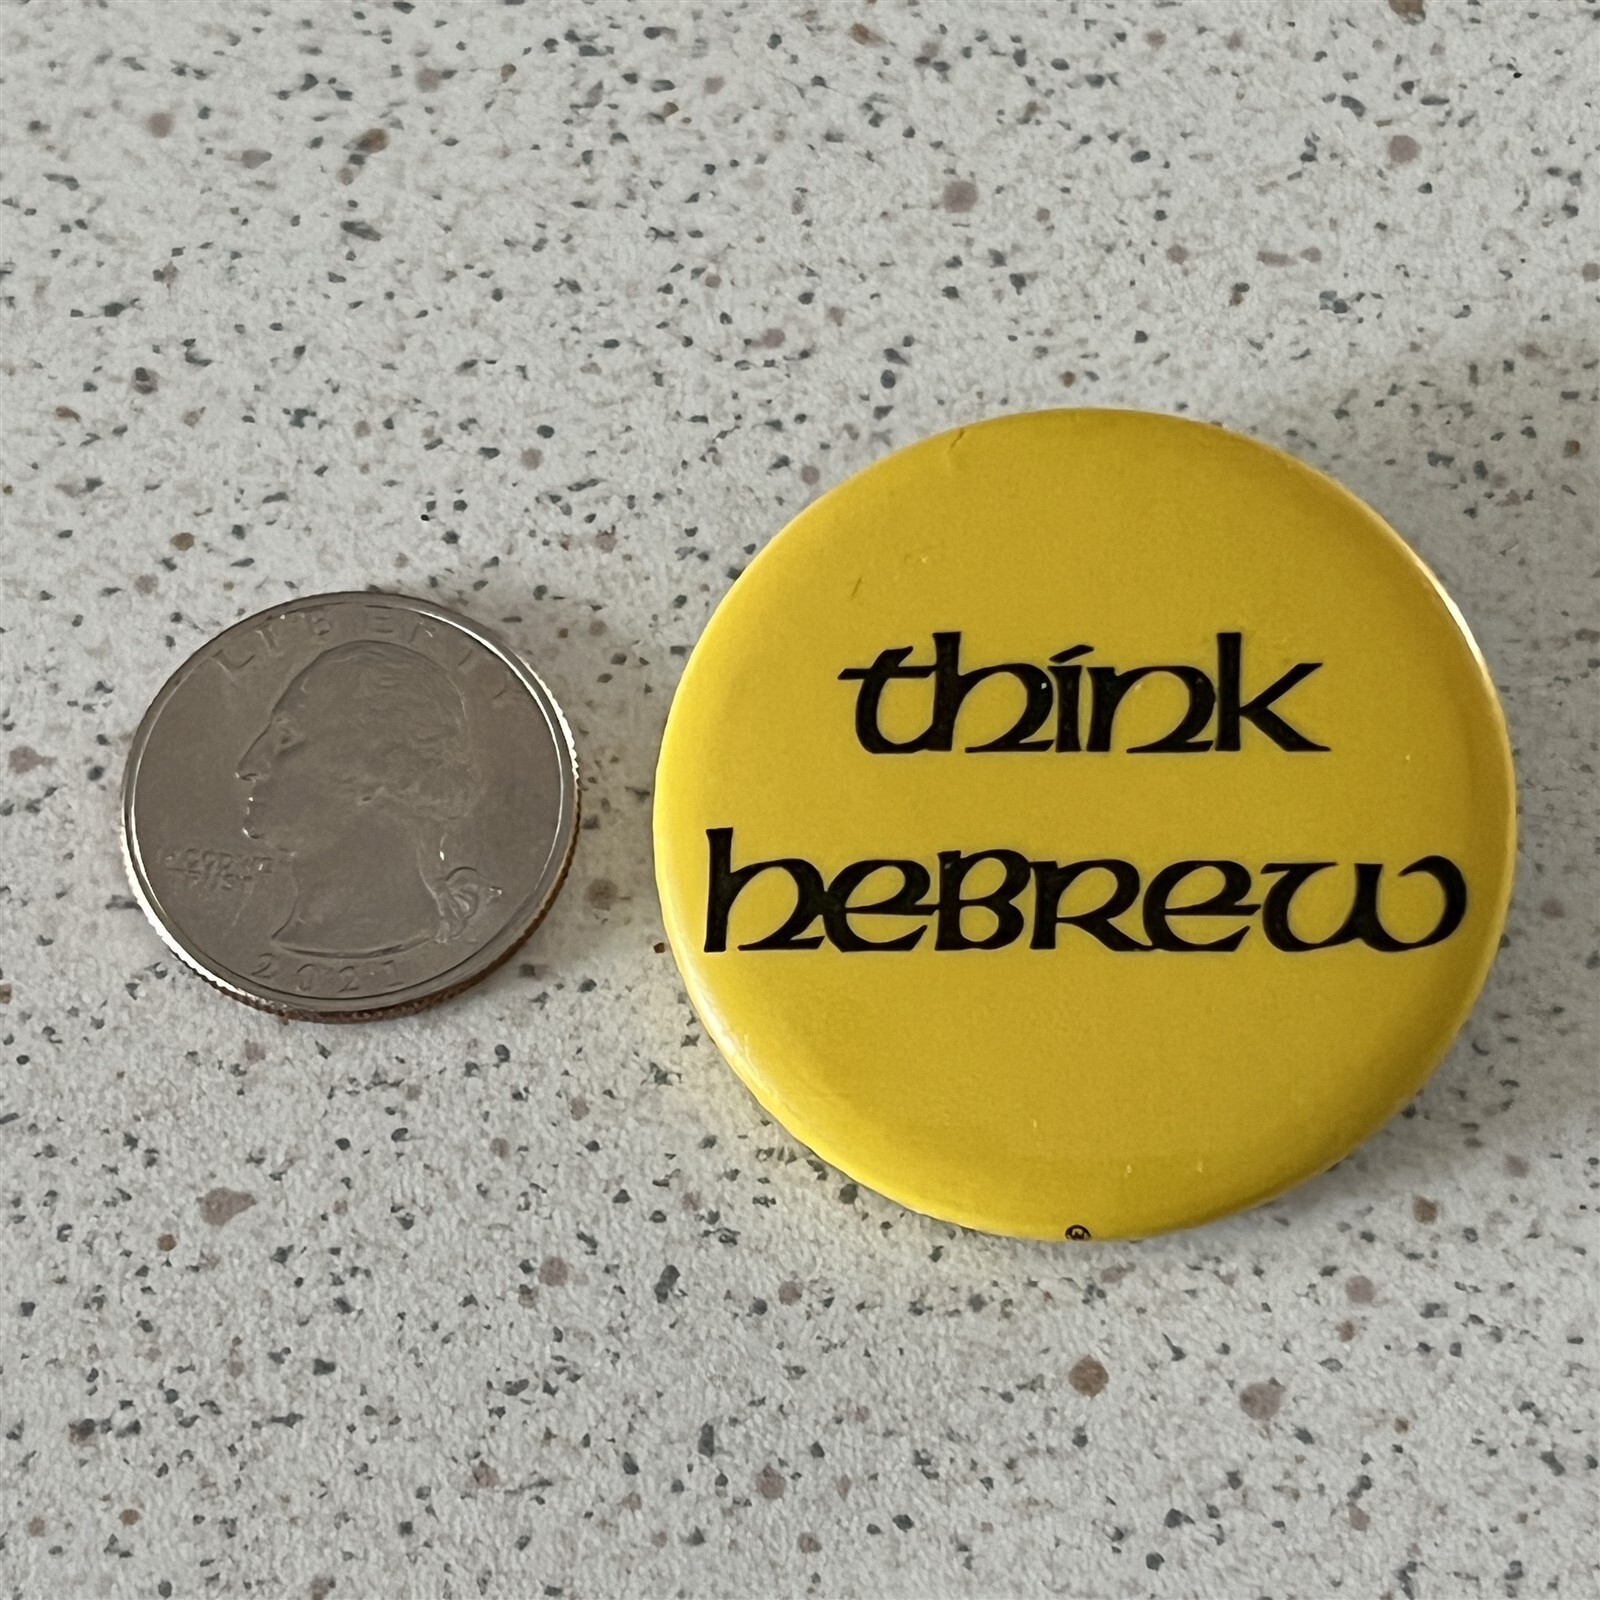 LIBERTY
IN GOD WE
TRUST
2021
think
heBRew